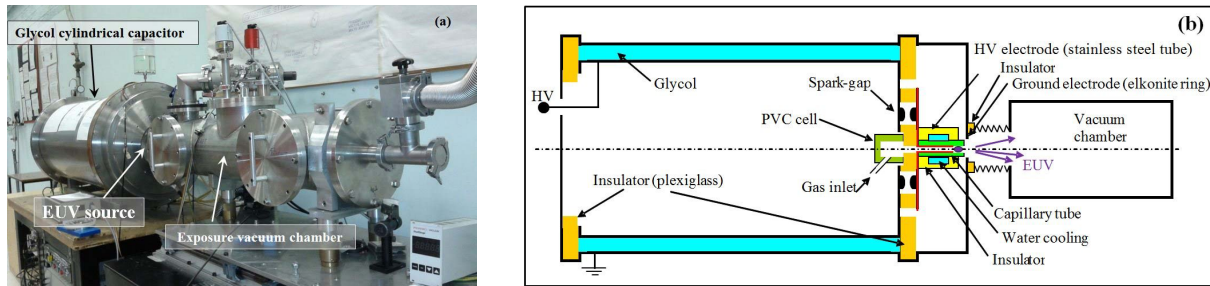 (a)
Glycol cylindrical capacitor
EUV source
Exposure vacuum chamber
(b)
HV electrode (stainless steel tube)
Insulator
Ground electrode (elkonite ring)
Glycol
Spark-gap
HV
PVC cell
Vacuum
chamber
EUV
Gas inlet
Insulator (plexiglass)
Capillary tube
Water cooling
Insulator